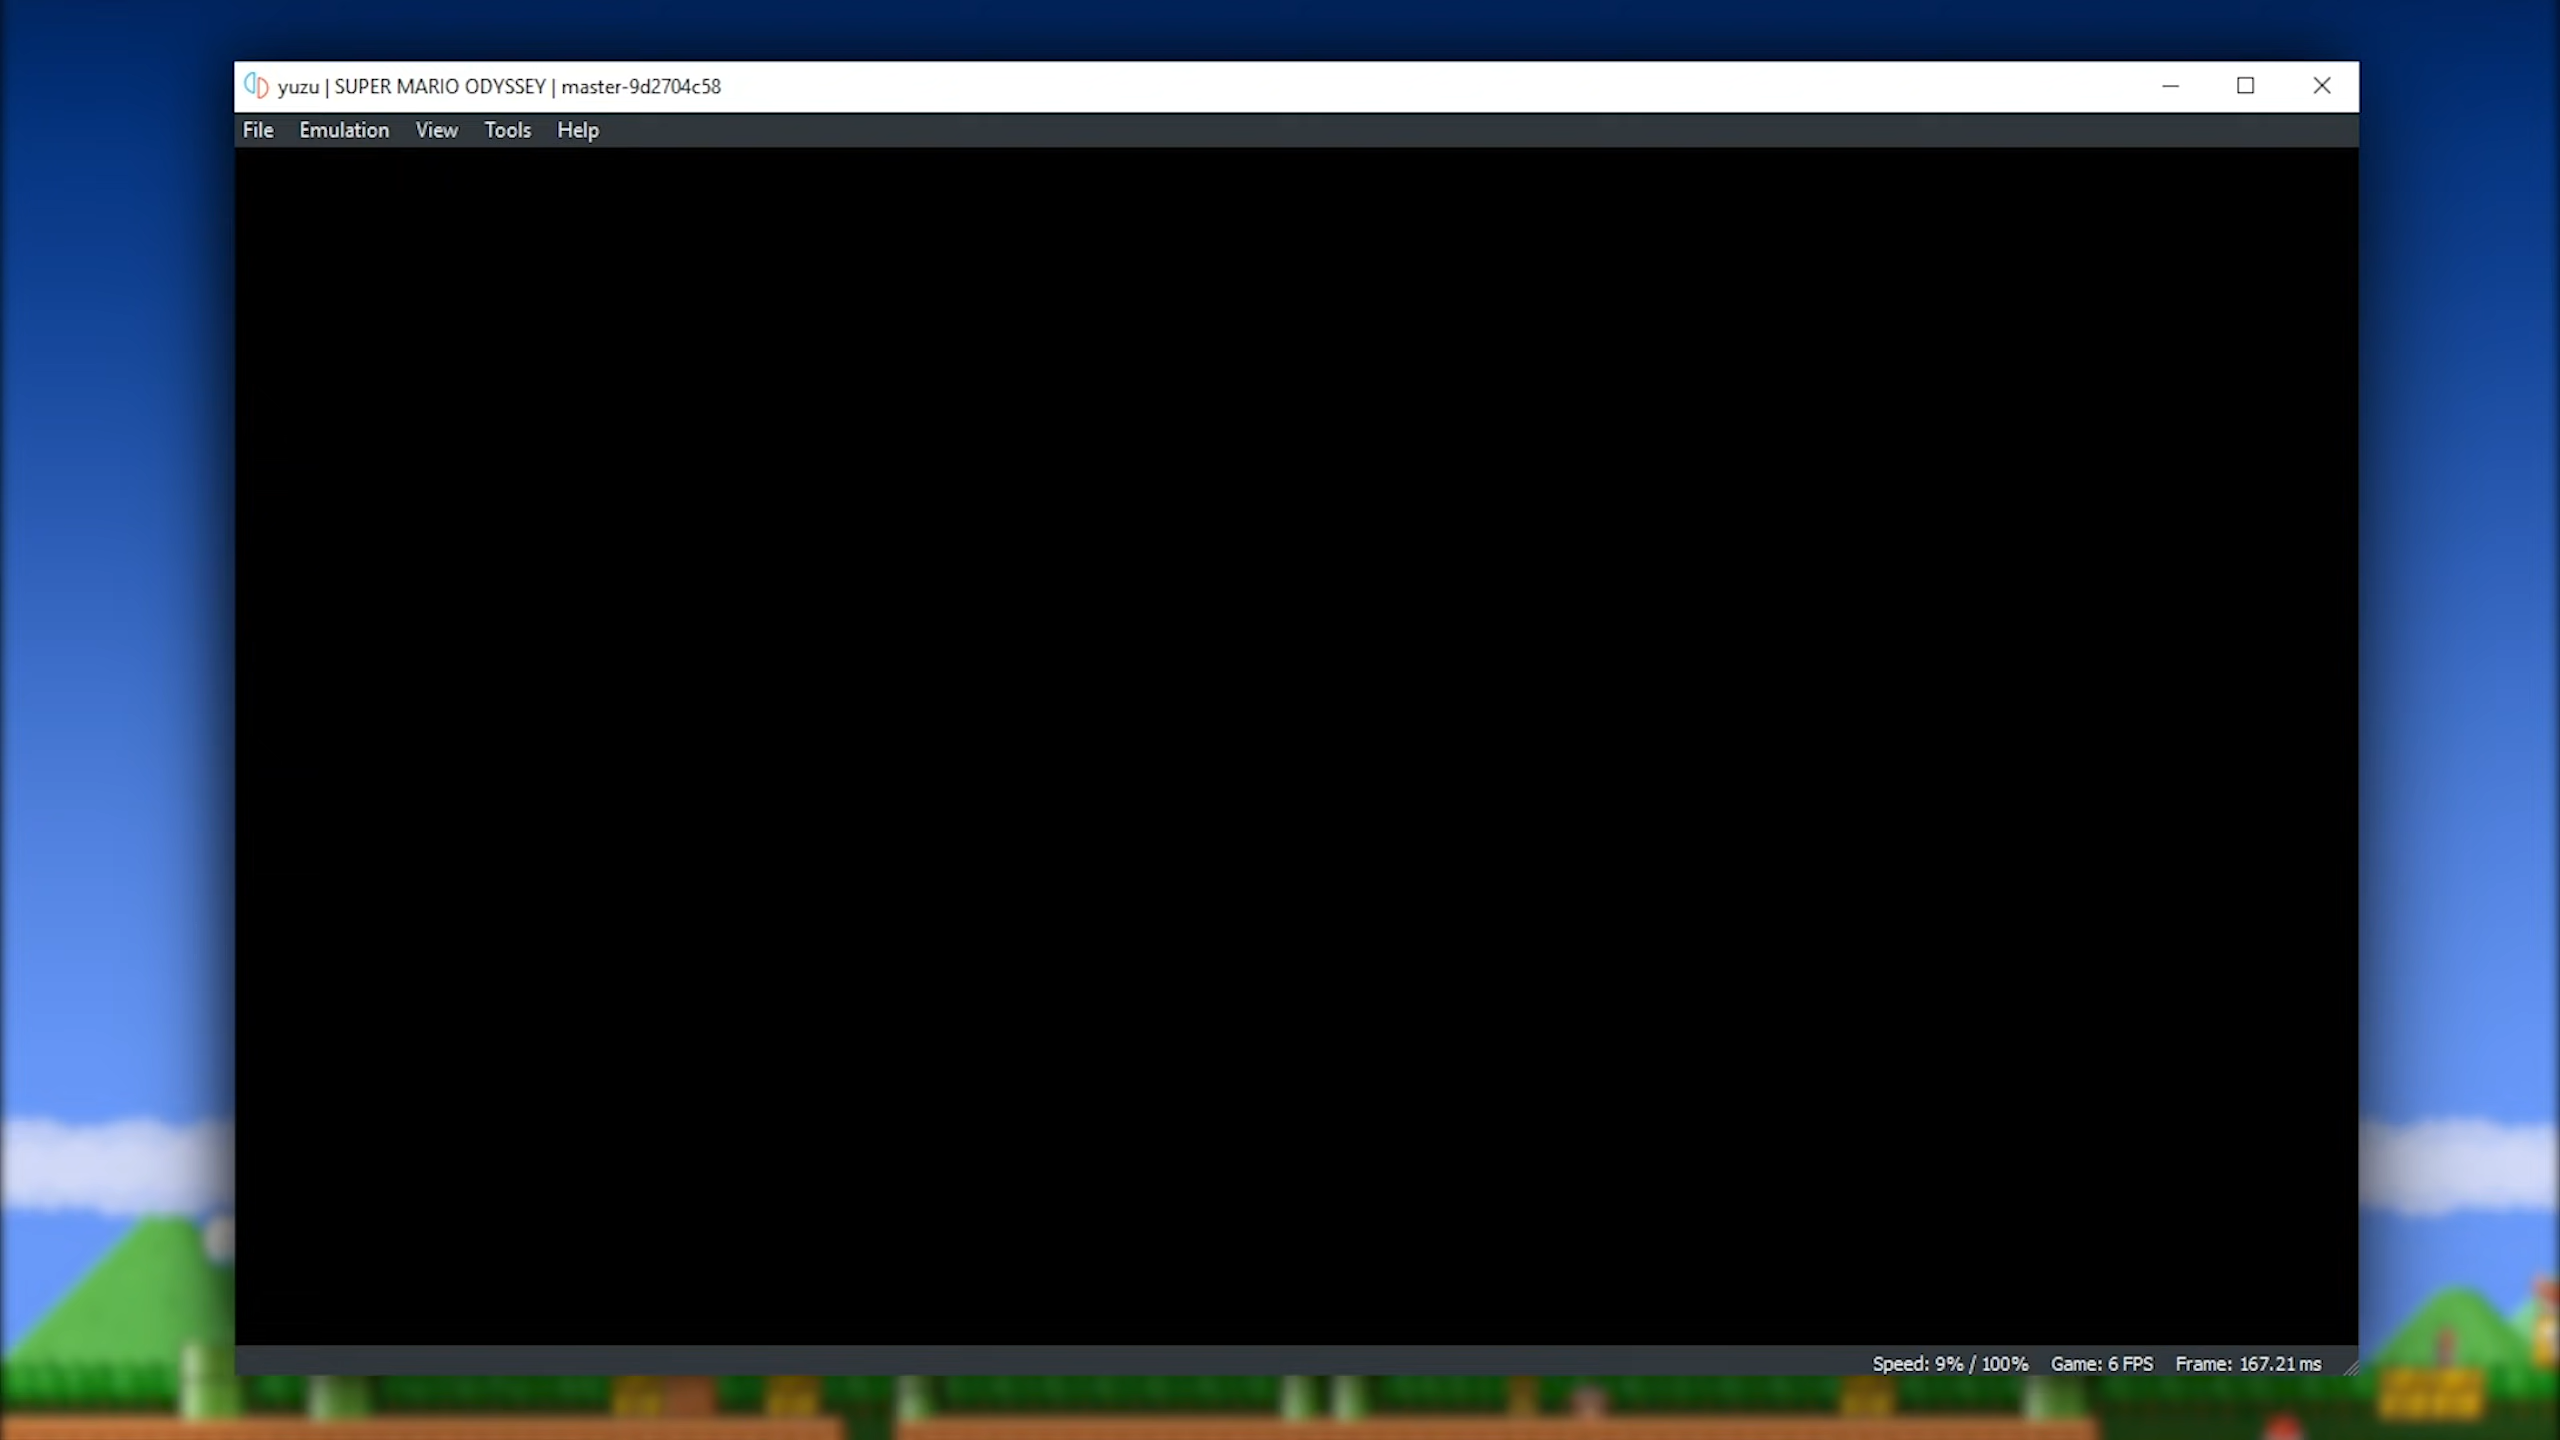 yuzu | SUPER MARIO ODYSSEY | master-9d2704c58
File Emulation View Tools Help
Speed: 9% / 100% Game: 6 FPS Frame: 167.21 ms